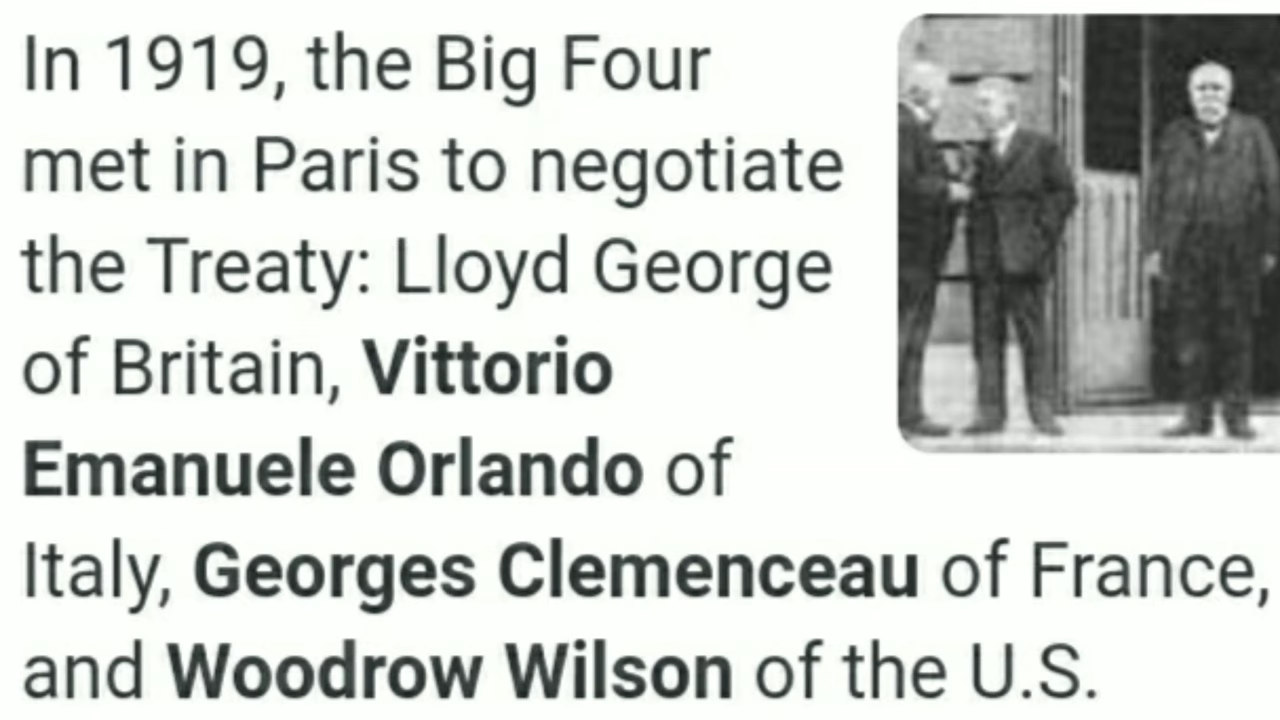 In 1919, the Big Four
met in Paris to negotiate
the Treaty: Lloyd George
of Britain, Vittorio
Emanuele Orlando of
Italy, Georges Clemenceau of France,
and Woodrow Wilson of the U.S.